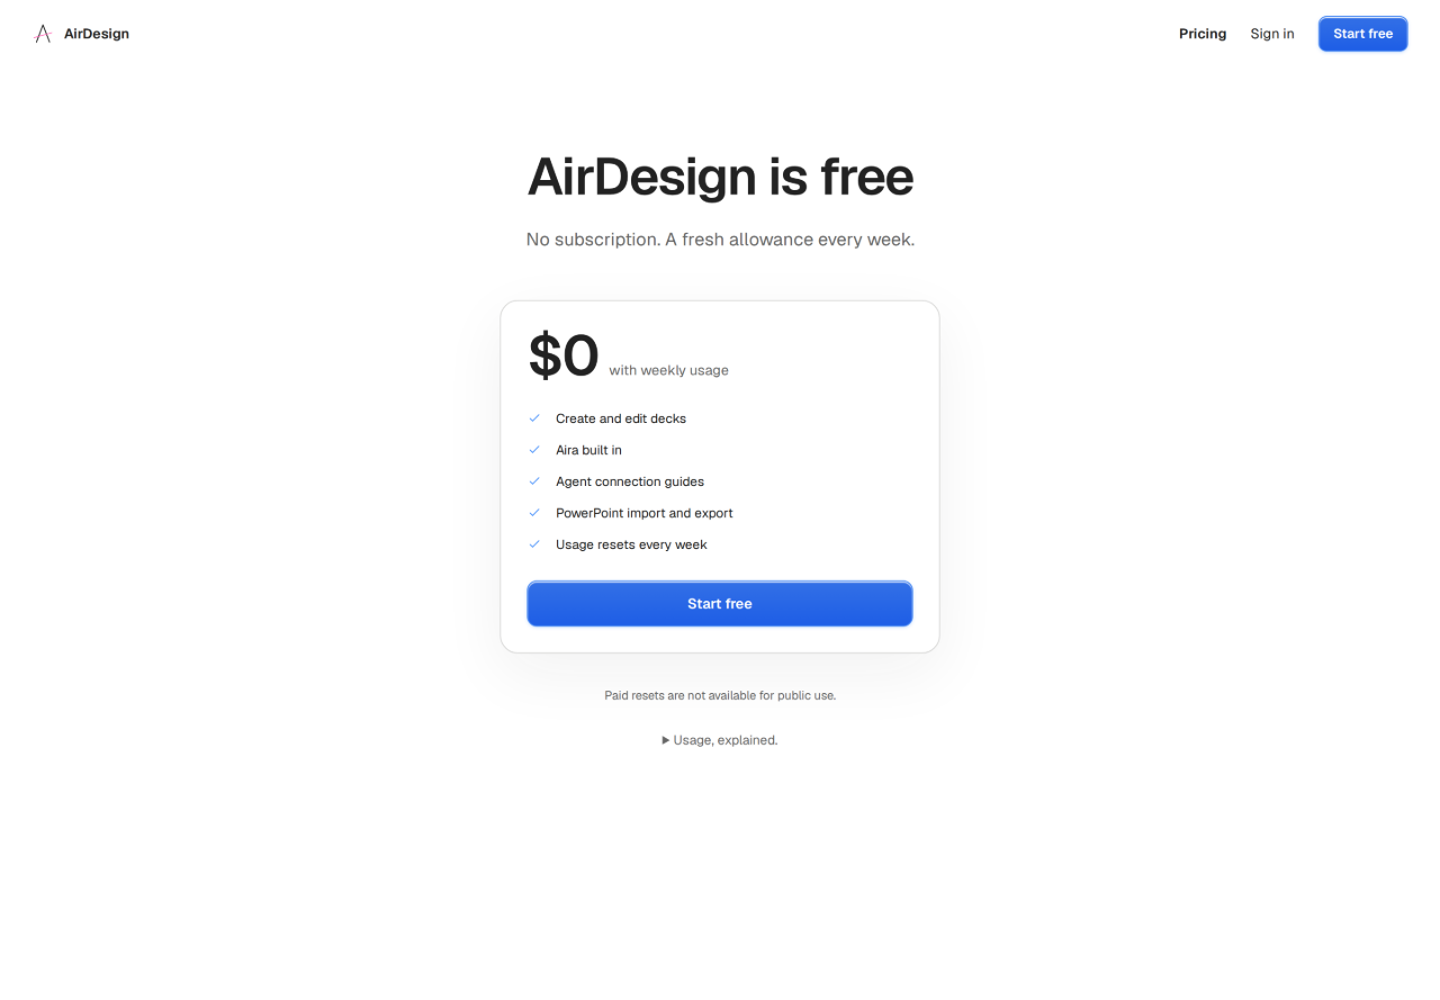 AirDesign
Pricing
Sign in
Start free
AirDesign is free
No subscription. A fresh allowance every week.
$0 with weekly usage
Create and edit decks
Aira built in
Agent connection guides
PowerPoint import and export
Usage resets every week
Start free
Paid resets are not available for public use.
Usage, explained.